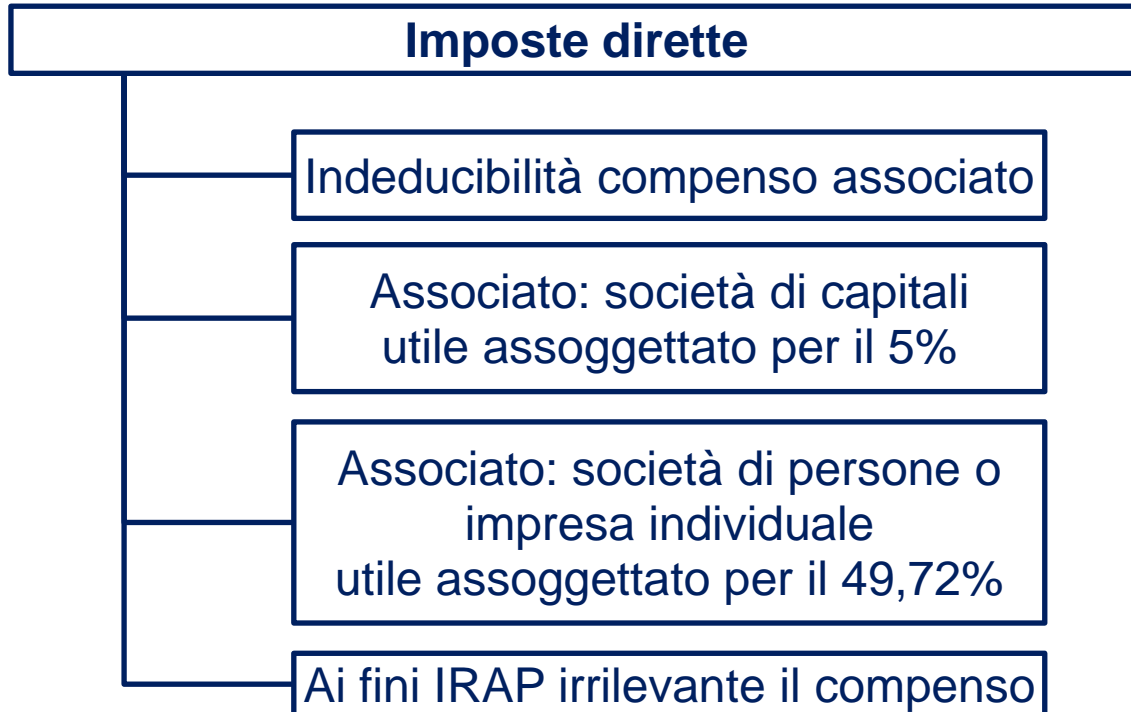 Imposte dirette
Indeducibilità compenso associato
Associato: società di capitali
utile assoggettato per il 5%
Associato: società di persone o
impresa individuale
utile assoggettato per il 49,72%
Ai fini IRAP irrilevante il compenso